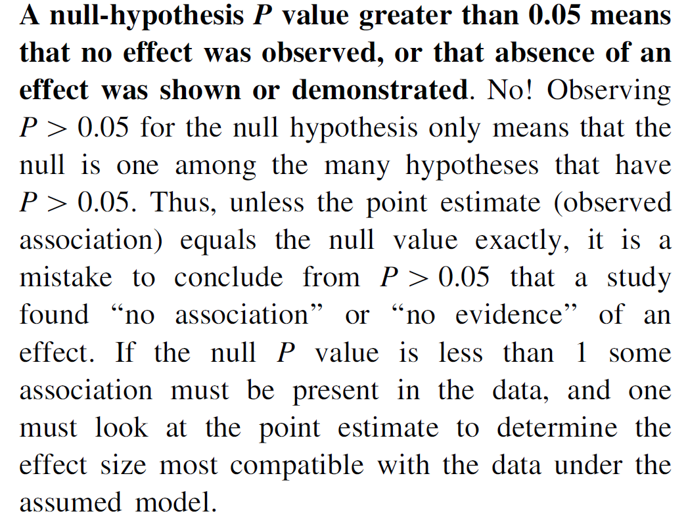 A null-hypothesis P value greater than 0.05 means
that no effect was observed, or that absence of an
effect was shown or demonstrated. No! Observing
P > 0.05 for the null hypothesis only means that the
null is one among the many hypotheses that have
P > 0.05. Thus, unless the point estimate (observed
association) equals the null value exactly, it is a
mistake to conclude from P > 0.05 that a study
found “no association” or “no evidence” of an
effect. If the null P value is less than 1 some
association must be present in the data, and one
must look at the point estimate to determine the
effect size most compatible with the data under the
assumed model.